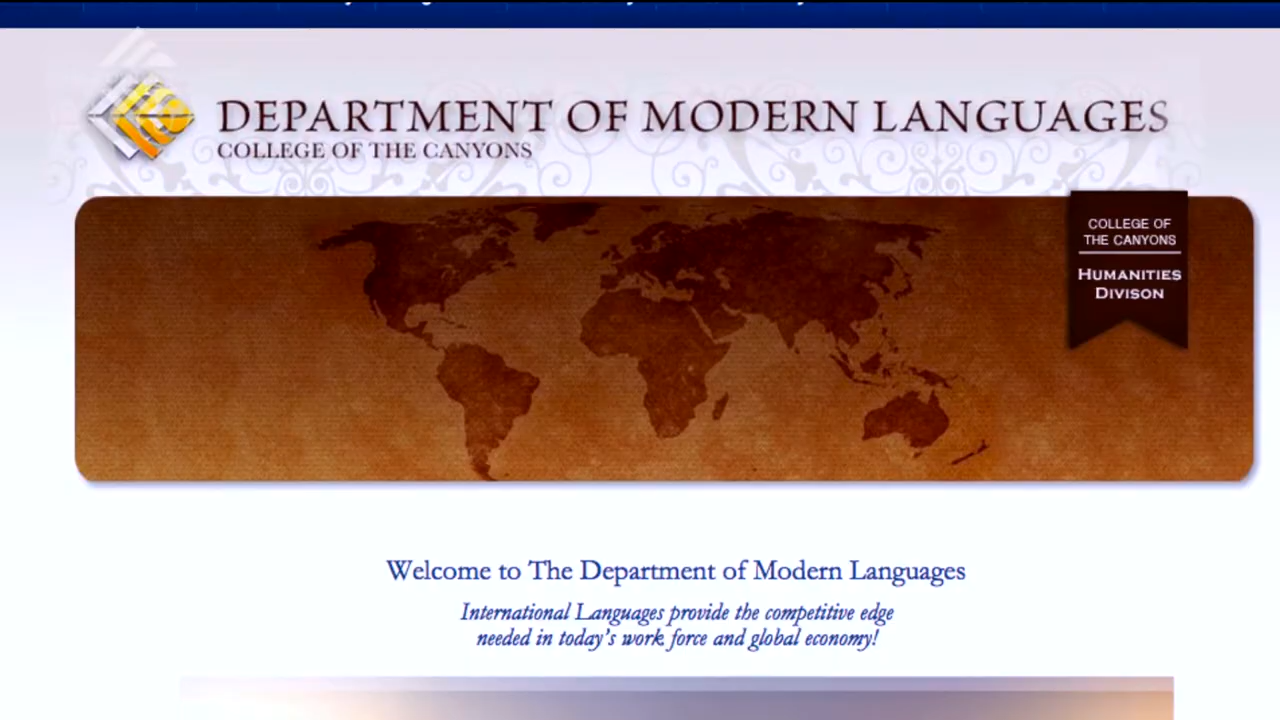 DEPARTMENT OF MODERN LANGUAGES
COLLEGE OF THE CANYONS
COLLEGE OF
THE CANYONS
HUMANITIES
DIVISON
Welcome to The Department of Modern Languages
International Languages provide the competitive edge
needed in today's work force and global economy!